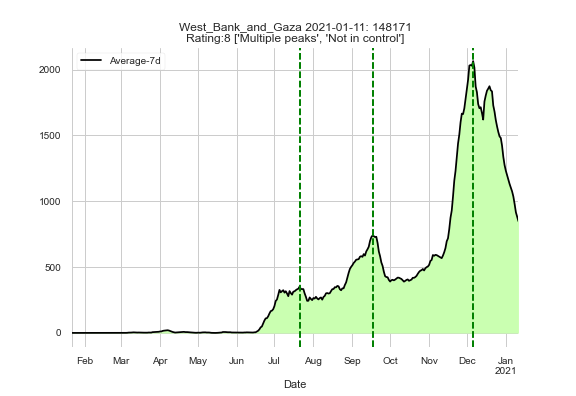 West_Bank_and_Gaza 2021-01-11: 148171
Rating:8 ['Multiple peaks', 'Not in control']
Average-7d
2000
1500
1000
500
0
Feb Mar Apr May Jun Jul Aug Sep Oct Nov Dec Jan
2021
Date